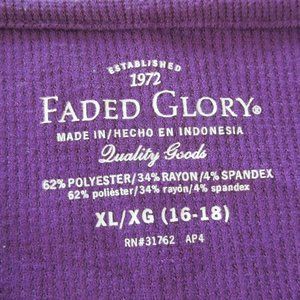 ESTABLISHED
1972
FADED GLORY®
MADE IN/HECHO EN INDONESIA
Quality Goods
62% POLYESTER/34% RAYON/4% SPANDEX
62% poliéster/34% rayón/4% spandex
XL/XG (16-18)
RN#31762 AP4